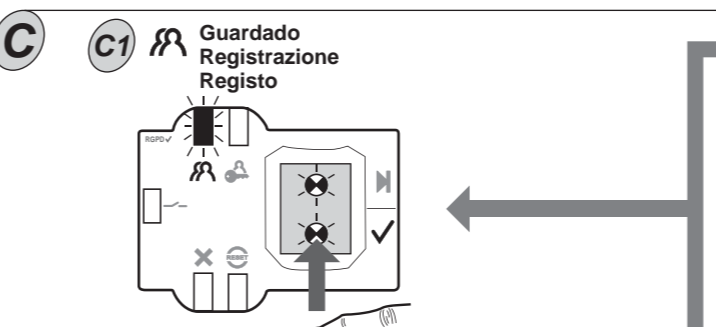 C
C1
Guardado
Registrazione
Registo
RGPD✓
RESET